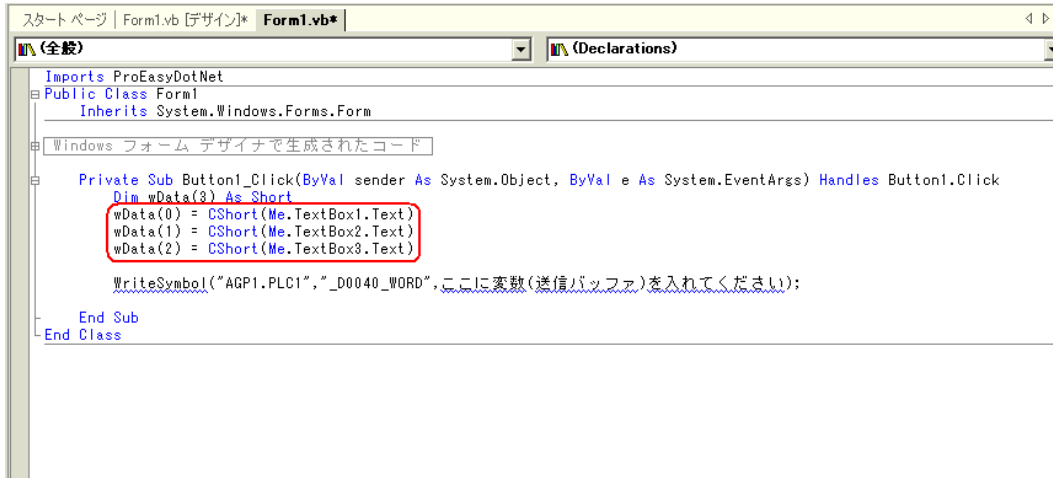 スタート ページ | Form1.vb [デザイン]* Form1.vb*
(全般) (Declarations)
Imports ProEasyDotNet
Public Class Form1
Inherits System.Windows.Forms.Form
Windows フォーム デザイナで生成されたコード
Private Sub Button1_Click(ByVal sender As System.Object, ByVal e As System.EventArgs) Handles Button1.Click
Dim wData(3) As Short
wData(0) = CShort(Me.TextBox1.Text)
wData(1) = CShort(Me.TextBox2.Text)
wData(2) = CShort(Me.TextBox3.Text)
WriteSymbol("AGP1.PLC1","_D0040_WORD",ここに変数(送信バッファ)を入れてください);
End Sub
End Class